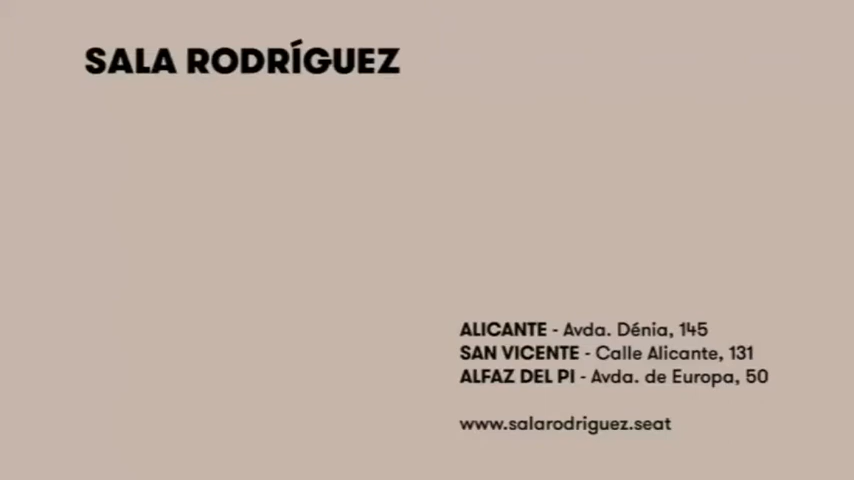 SALA RODRÍGUEZ
ALICANTE - Avda. Dénia, 145
SAN VICENTE - Calle Alicante, 131
ALFAZ DEL PI - Avda. de Europa, 50
www.salarodriguez.seat